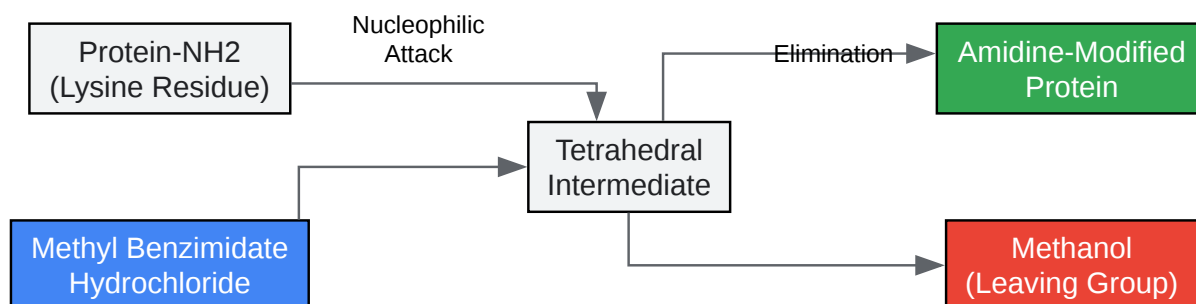 Protein-NH2
(Lysine Residue)
Nucleophilic
Attack
Elimination
Amidine-Modified
Protein
Tetrahedral
Intermediate
Methyl Benzimidate
Hydrochloride
Methanol
(Leaving Group)